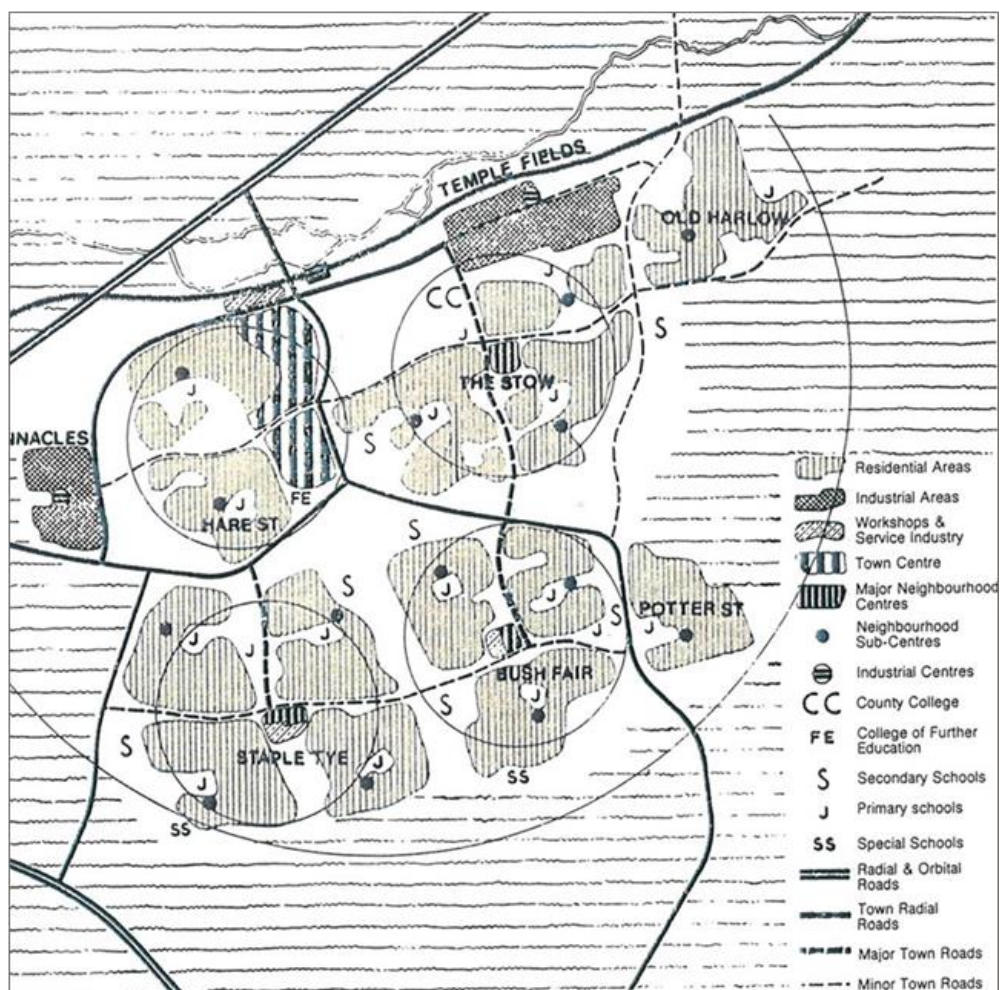 TEMPLE FIELDS
J
OLD HARLOW
J
CC
J
S
THE STOW
J
J
J
S
NNACLES
J
FE
HARE ST.
S
S
J
J
S
POTTER ST
J
J
J
J
J
BUSH FAIR
J
S
S
STAPLE TYE
J
J
SS
SS
Residential Areas
Industrial Areas
Workshops &
Service Industry
Town Centre
Major Neighbourhood
Centres
Neighbourhood
Sub-Centres
Industrial Centres
CC County College
FE College of Further
Education
S Secondary Schools
J Primary schools
SS Special Schools
Radial & Orbital
Roads
Town Radial
Roads
Major Town Roads
Minor Town Roads